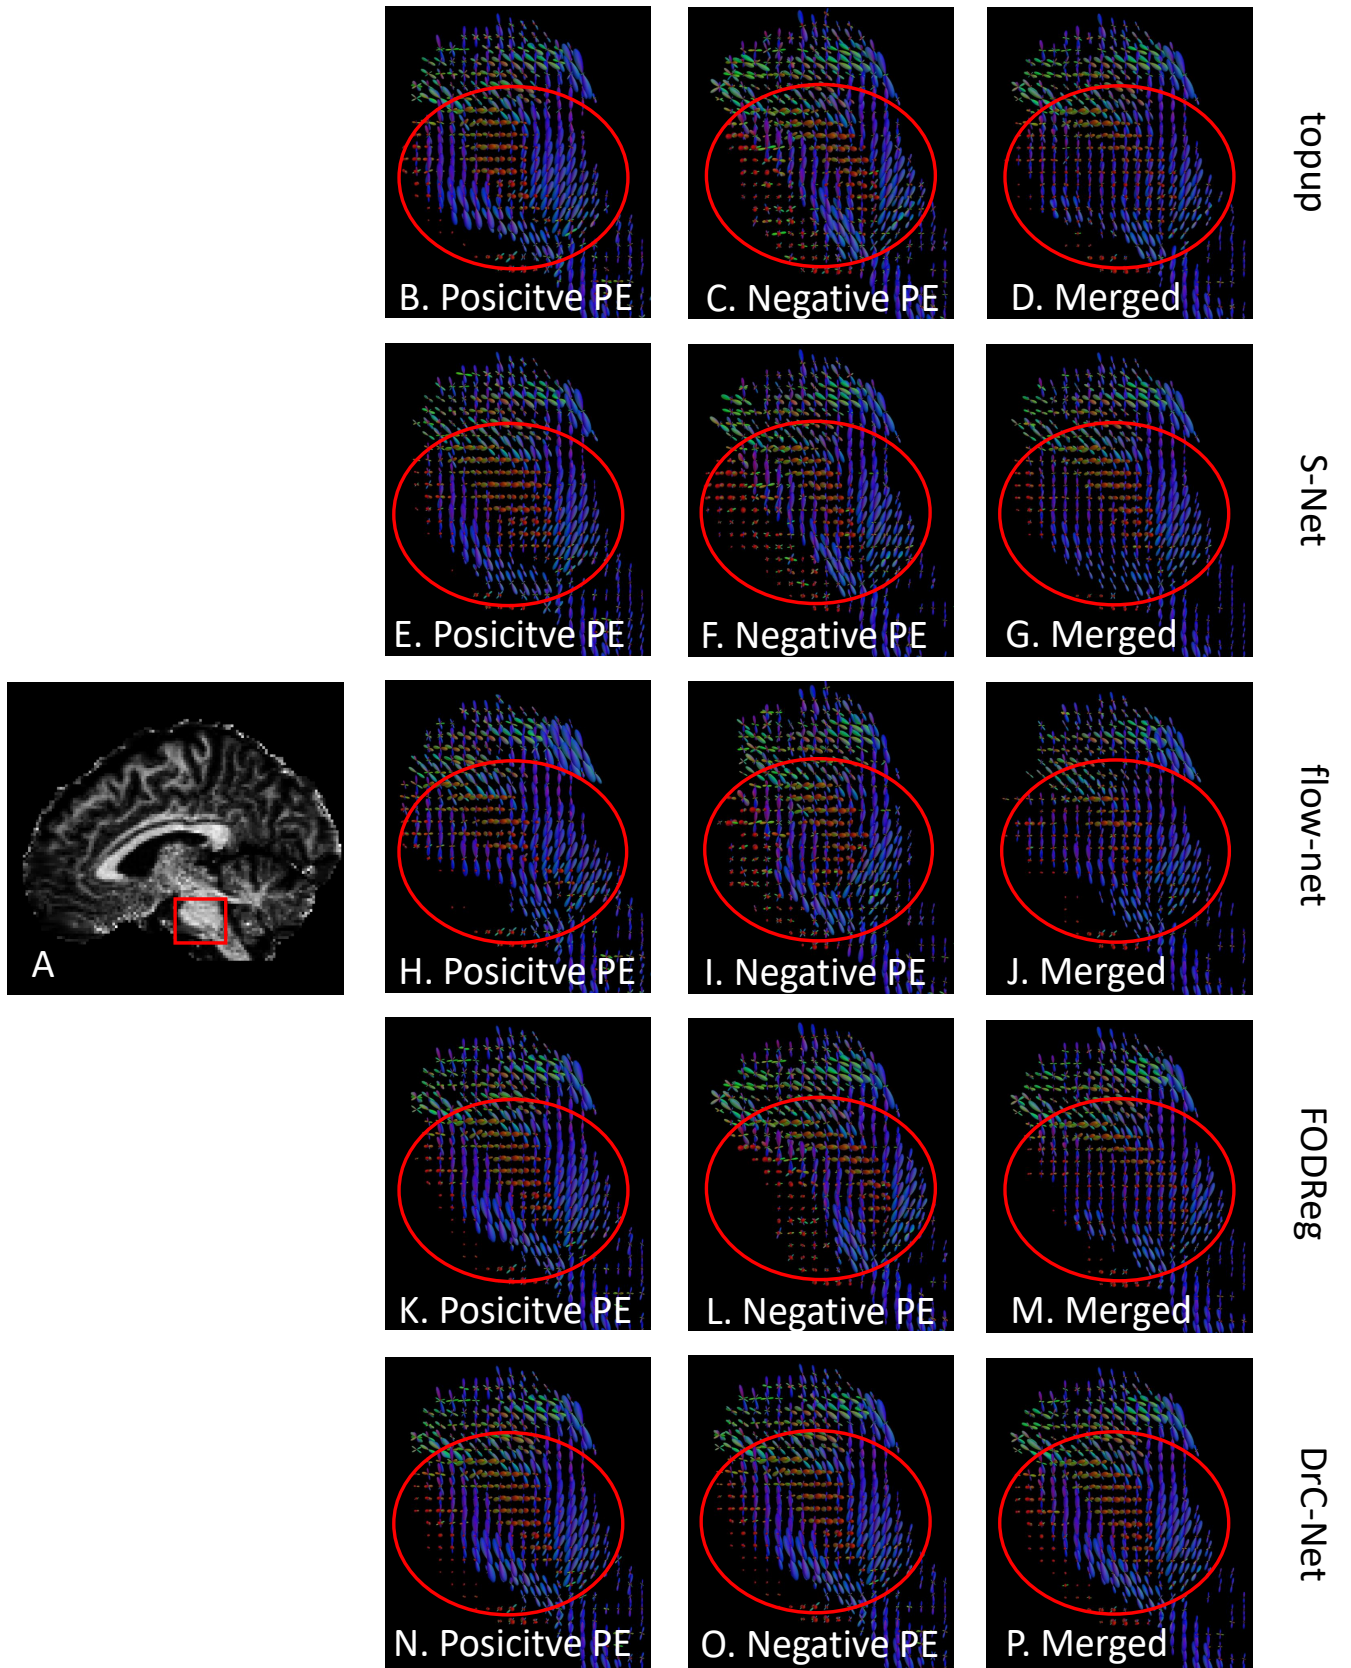 B. Posicitve PE
C. Negative PE
D. Merged
topup
E. Posicitve PE
F. Negative PE
G. Merged
S-Net
A
H. Posicitve PE
I. Negative PE
J. Merged
flow-net
K. Posicitve PE
L. Negative PE
M. Merged
FODReg
N. Posicitve PE
O. Negative PE
P. Merged
DrC-Net